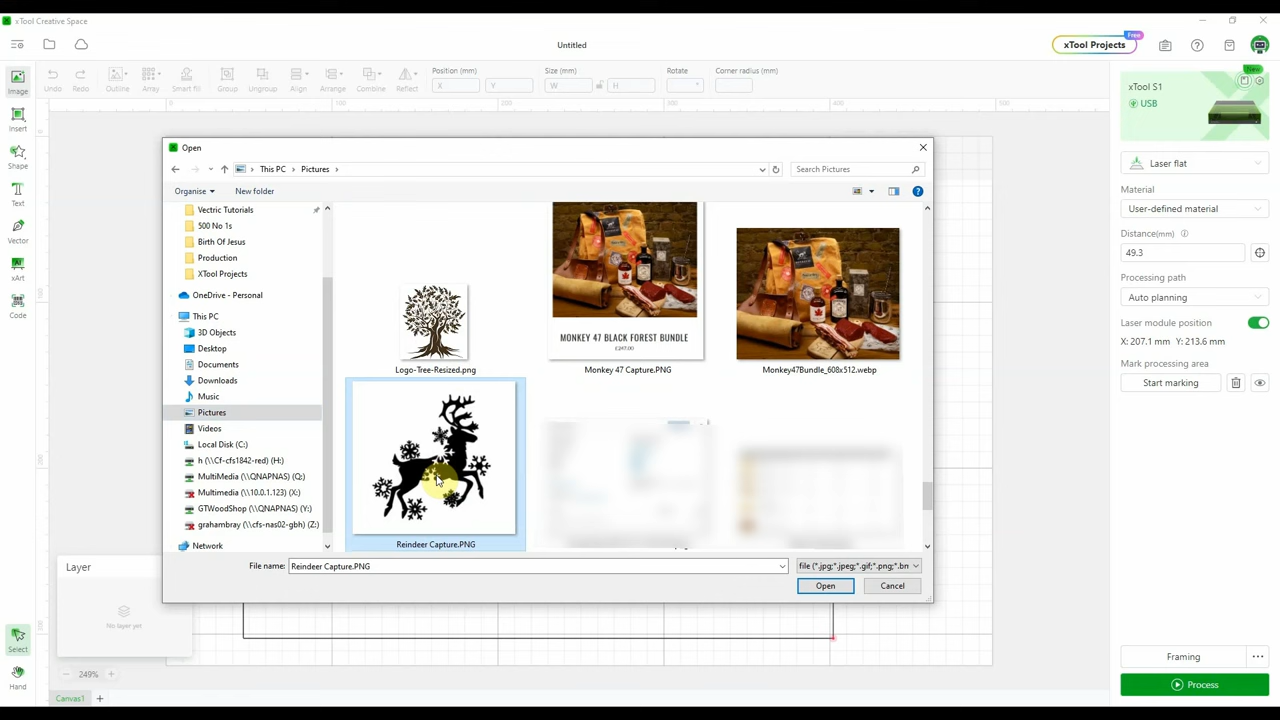 xTool Creative Space
Untitled
Free
xTool Projects
Image
Undo
Redo
Outline
Array
Smart fill
Group
Ungroup
Align
Arrange
Combine
Reflect
Position (mm)
X
Y
Size (mm)
W
H
Rotate
°
Corner radius (mm)
0
100
200
300
400
500
Insert
Shape
Text
Vector
xArt
Code
Select
Hand
Open
This PC
Pictures
Search Pictures
Organise
New folder
Vectric Tutorials
500 No 1s
Birth Of Jesus
Production
XTool Projects
OneDrive - Personal
This PC
3D Objects
Desktop
Documents
Downloads
Music
Pictures
Videos
Local Disk (C:)
h (\\Cf-cfs1842-red) (H:)
MultiMedia (\\QNAPNAS) (Q:)
Multimedia (\\10.0.1.123) (X:)
GTWoodShop (\\QNAPNAS) (Y:)
grahambray (\\cfs-nas02-gbh) (Z:)
Network
MONKEY 47 BLACK FOREST BUNDLE
Logo-Tree-Resized.png
Monkey 47 Capture.PNG
Monkey47Bundle_608x512.webp
Reindeer Capture.PNG
File name:
Reindeer Capture.PNG
file (*.jpg;*.jpeg;*.gif;*.png;*.bn
Open
Cancel
Layer
No layer yet
249%
Canvas1
New
xTool S1
USB
Laser flat
Material
User-defined material
Distance(mm)
49.3
Processing path
Auto planning
Laser module position
X: 207.1 mm Y: 213.6 mm
Mark processing area
Start marking
Framing
Process